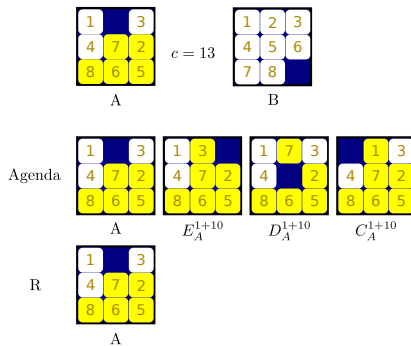 1 3 1 2 3
4 7 2 c = 13 4 5 6
8 6 5 7 8
A B
1 3 1 3 1 7 3 1 3
Agenda 4 7 2 4 7 2 4 2 4 7 2
8 6 5 8 6 5 8 6 5 8 6 5
A E_A^{1+10} D_A^{1+10} C_A^{1+10}
1 3
R 4 7 2
8 6 5
A